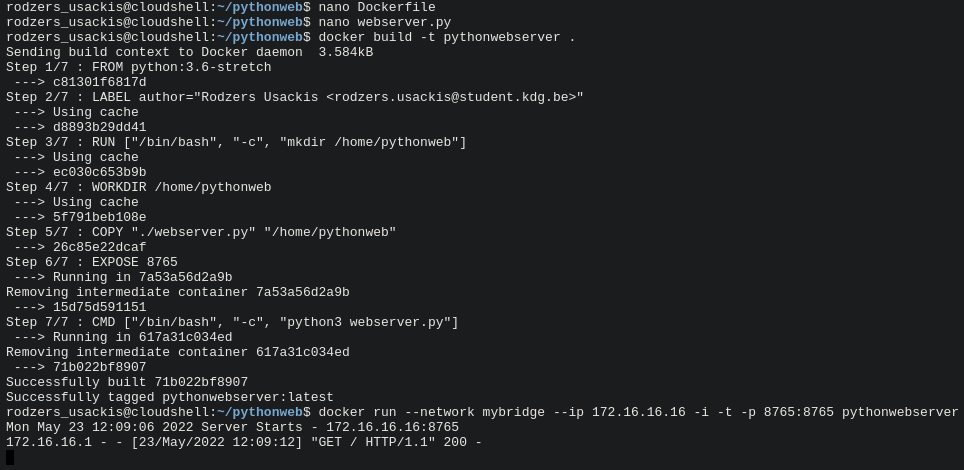 rodzers_usackis@cloudshell:~/pythonweb$ nano Dockerfile
rodzers_usackis@cloudshell:~/pythonweb$ nano webserver.py
rodzers_usackis@cloudshell:~/pythonweb$ docker build -t pythonwebserver .
Sending build context to Docker daemon  3.584kB
Step 1/7 : FROM python:3.6-stretch
 ---> c81301f6817d
Step 2/7 : LABEL author="Rodzers Usackis <rodzers.usackis@student.kdg.be>"
 ---> Using cache
 ---> d8893b29dd41
Step 3/7 : RUN ["/bin/bash", "-c", "mkdir /home/pythonweb"]
 ---> Using cache
 ---> ec030c653b9b
Step 4/7 : WORKDIR /home/pythonweb
 ---> Using cache
 ---> 5f791beb108e
Step 5/7 : COPY "./webserver.py" "/home/pythonweb"
 ---> 26c85e22dcaf
Step 6/7 : EXPOSE 8765
 ---> Running in 7a53a56d2a9b
Removing intermediate container 7a53a56d2a9b
 ---> 15d75d591151
Step 7/7 : CMD ["/bin/bash", "-c", "python3 webserver.py"]
 ---> Running in 617a31c034ed
Removing intermediate container 617a31c034ed
 ---> 71b022bf8907
Successfully built 71b022bf8907
Successfully tagged pythonwebserver:latest
rodzers_usackis@cloudshell:~/pythonweb$ docker run --network mybridge --ip 172.16.16.16 -i -t -p 8765:8765 pythonwebserver
Mon May 23 12:09:06 2022 Server Starts - 172.16.16.16:8765
172.16.16.1 - - [23/May/2022 12:09:12] "GET / HTTP/1.1" 200 -